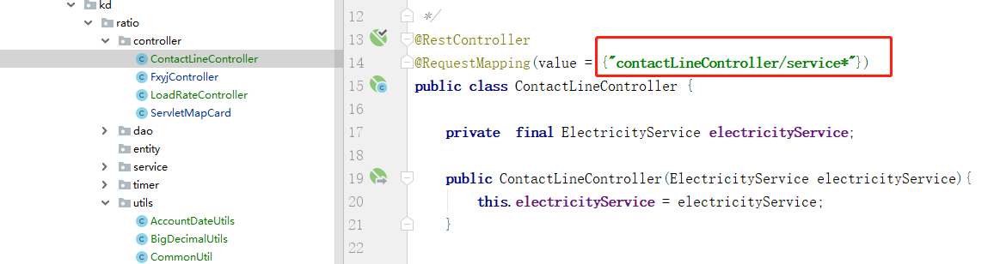 kd
ratio
controller
ContactLineController
FxyjController
LoadRateController
ServletMapCard
dao
entity
service
timer
utils
AccountDateUtils
BigDecimalUtils
CommonUtil
12 */
13 @RestController
14 @RequestMapping(value = {"contactLineController/service*"})
15 public class ContactLineController {
16
17 private final ElectricityService electricityService;
18
19 public ContactLineController(ElectricityService electricityService){
20 this.electricityService = electricityService;
21 }
22